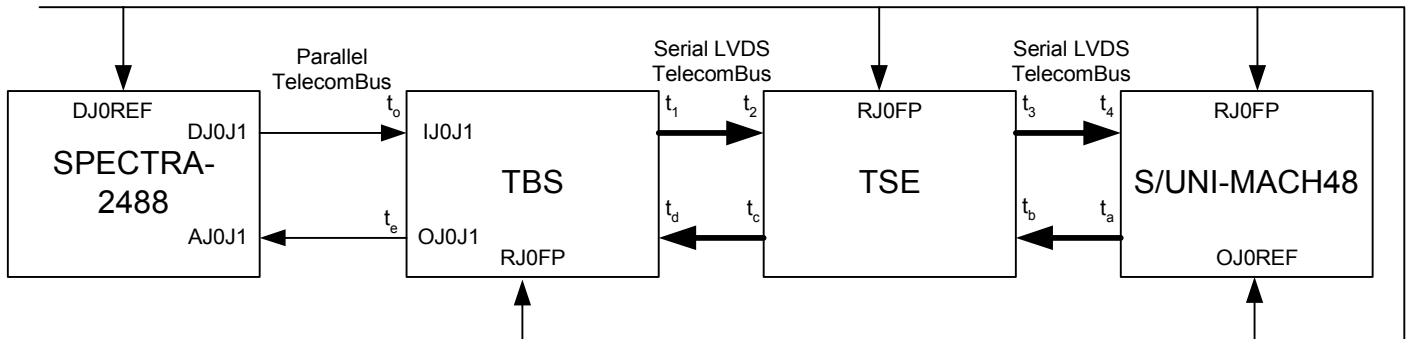 Parallel
TelecomBus
Serial LVDS
TelecomBus
Serial LVDS
TelecomBus
DJ0REF
DJ0J1
SPECTRA-
2488
AJ0J1
to
te
IJ0J1
TBS
OJ0J1
RJ0FP
t1
t2
td
tc
RJ0FP
TSE
t3
t4
tb
ta
RJ0FP
S/UNI-MACH48
OJ0REF